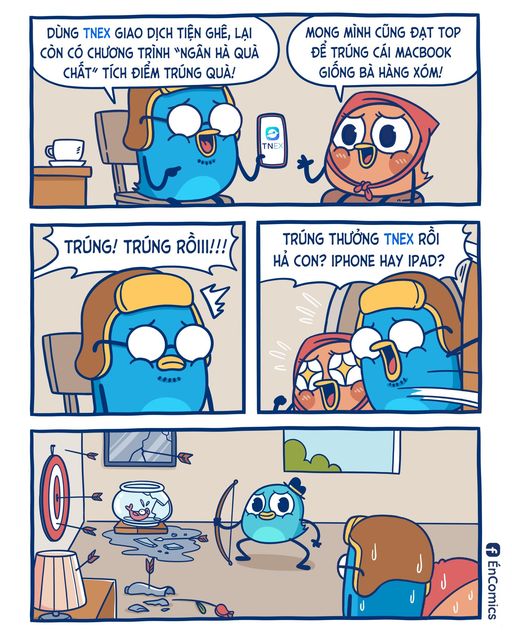 DÙNG TNEX GIAO DỊCH TIỆN GHÊ, LẠI
CÒN CÓ CHƯƠNG TRÌNH "NGÂN HÀ QUÀ
CHẤT" TÍCH ĐIỂM TRÚNG QUÀ!
MONG MÌNH CŨNG ĐẠT TOP
ĐỂ TRÚNG CÁI MACBOOK
GIỐNG BÀ HÀNG XÓM!
TNEX
TRÚNG! TRÚNG RỒIII!!!
TRÚNG THƯỞNG TNEX RỒI
HẢ CON? IPHONE HAY IPAD?
ÉnComics